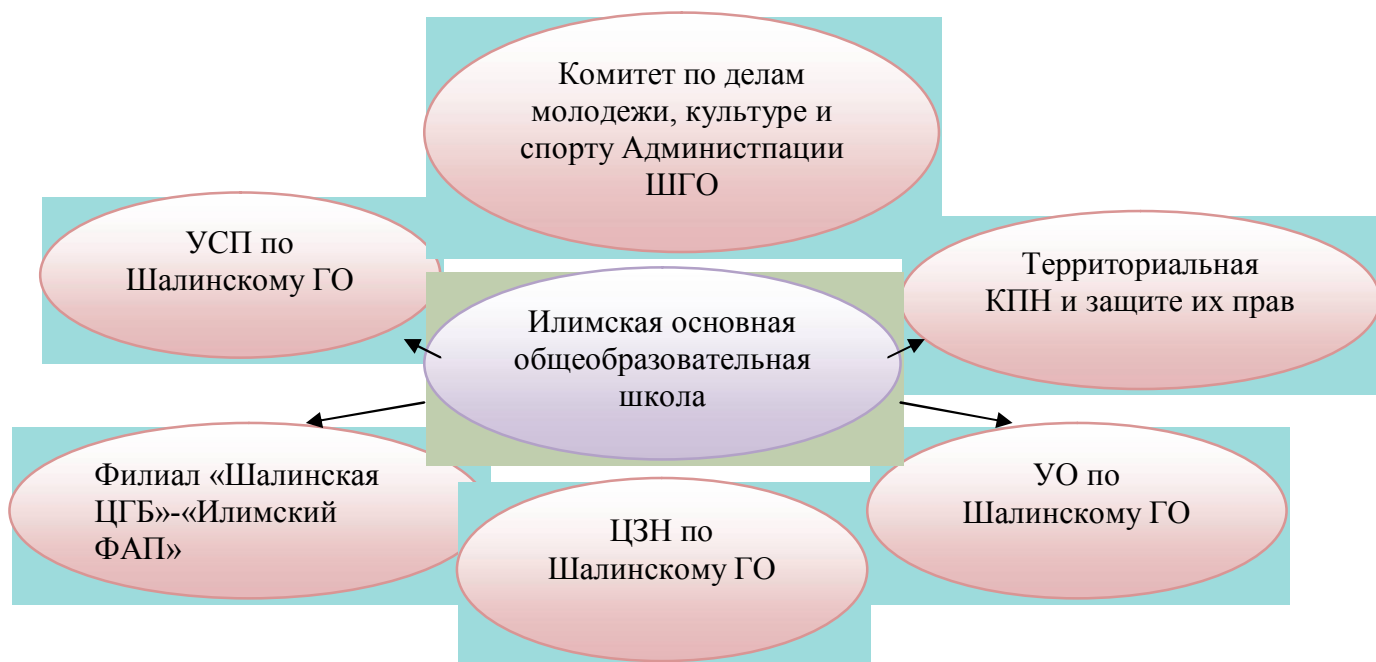 Комитет по делам
молодежи, культуре и
спорту Администпации
ШГО
УСП по
Шалинскому ГО
Территориальная
КПН и защите их прав
Илимская основная
общеобразовательная
школа
Филиал «Шалинская
ЦГБ»-«Илимский
ФАП»
ЦЗН по
Шалинскому ГО
УО по
Шалинскому ГО